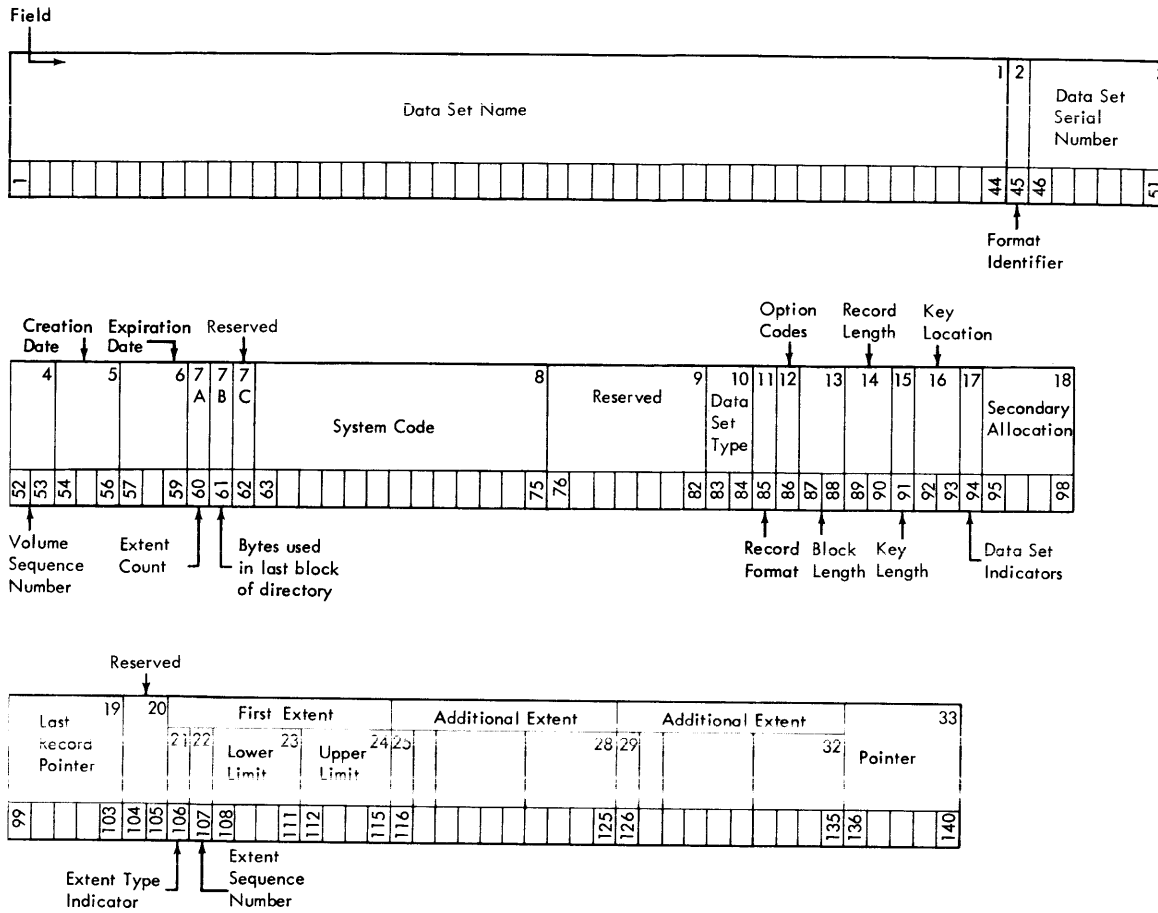 Field
1
2
Data Set Name
Data Set
Serial
Number
1
44
45
46
51
Format
Identifier
Option
Codes
Record
Length
Key
Location
Creation
Date
Expiration
Date
Reserved
4
5
6
7
A
7
B
7
C
System Code
8
Reserved
9
10
Data
Set
Type
11
12
13
14
15
16
17
18
Secondary
Allocation
52
53
54
56
57
59
60
61
62
63
75
76
82
83
84
85
86
87
88
89
90
91
92
93
94
95
98
Volume
Sequence
Number
Extent
Count
Bytes used
in last block
of directory
Record
Format
Block
Length
Key
Length
Data Set
Indicators
Reserved
19
Last
Record
Pointer
20
First Extent
21
22
Lower
Limit
23
Upper
Limit
24
Additional Extent
25
28
Additional Extent
29
32
33
Pointer
99
103
104
105
106
107
108
111
112
115
116
125
126
135
136
140
Extent Type
Indicator
Extent
Sequence
Number